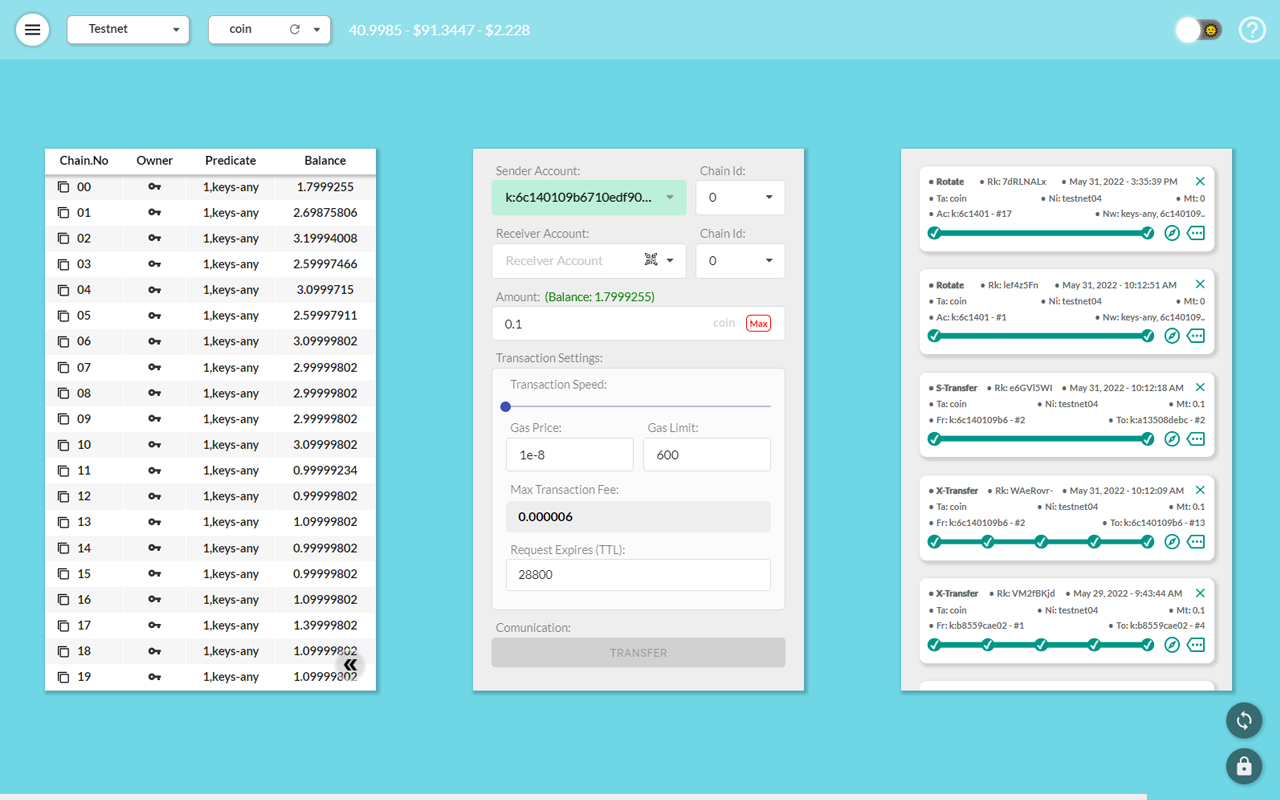 Testnet coin 40.9985 - $91.3447 - $2.228
Chain.No Owner Predicate Balance
00 1,keys-any 1.7999255
01 1,keys-any 2.69875806
02 1,keys-any 3.19994008
03 1,keys-any 2.59997466
04 1,keys-any 3.0999715
05 1,keys-any 2.59997911
06 1,keys-any 3.09999802
07 1,keys-any 2.99999802
08 1,keys-any 2.99999802
09 1,keys-any 2.99999802
10 1,keys-any 3.09999802
11 1,keys-any 0.99999234
12 1,keys-any 0.99999802
13 1,keys-any 1.09999802
14 1,keys-any 0.99999802
15 1,keys-any 0.99999802
16 1,keys-any 1.09999802
17 1,keys-any 1.39999802
18 1,keys-any 1.09999802
19 1,keys-any 1.09999802
Sender Account: Chain Id:
k:6c140109b6710edf90... 0
Receiver Account: Chain Id:
Receiver Account 0
Amount: (Balance: 1.7999255)
0.1 coin Max
Transaction Settings:
Transaction Speed:
Gas Price: Gas Limit:
1e-8 600
Max Transaction Fee:
0.000006
Request Expires (TTL):
28800
Comunication:
TRANSFER
• Rotate • Rk: 7dRLNALx • May 31, 2022 - 3:35:39 PM
• Ta: coin • Ni: testnet04 • Mt: 0
• Ac: k:6c1401 - #17 • Nw: keys-any, 6c140109..
• Rotate • Rk: lef4z5Fn • May 31, 2022 - 10:12:51 AM
• Ta: coin • Ni: testnet04 • Mt: 0
• Ac: k:6c1401 - #1 • Nw: keys-any, 6c140109..
• S-Transfer • Rk: e6GVl5WI • May 31, 2022 - 10:12:18 AM
• Ta: coin • Ni: testnet04 • Mt: 0.1
• Fr: k:6c140109b6 - #2 • To: k:a13508debc - #2
• X-Transfer • Rk: WAeRovr- • May 31, 2022 - 10:12:09 AM
• Ta: coin • Ni: testnet04 • Mt: 0.1
• Fr: k:6c140109b6 - #2 • To: k:6c140109b6 - #13
• X-Transfer • Rk: VM2fBKjd • May 29, 2022 - 9:43:44 AM
• Ta: coin • Ni: testnet04 • Mt: 0.1
• Fr: k:b8559cae02 - #1 • To: k:b8559cae02 - #4